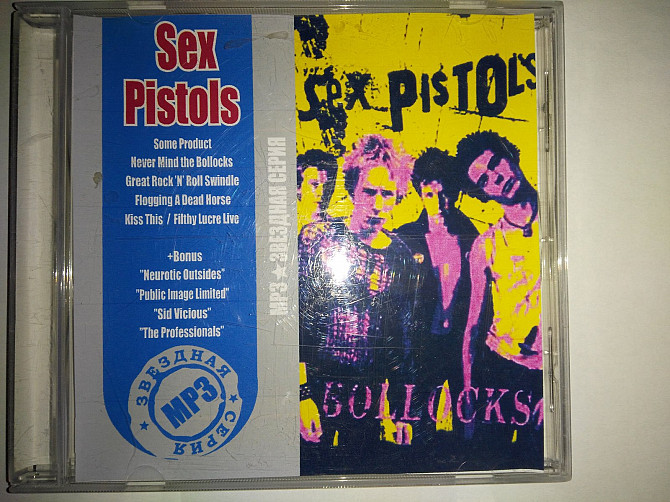 Sex
Pistols
Some Product
Never Mind the Bollocks
Great Rock 'N' Roll Swindle
Flogging A Dead Horse
Kiss This / Filthy Lucre Live
+Bonus
"Neurotic Outsides"
"Public Image Limited"
"Sid Vicious"
"The Professionals"
ЗВЕЗДНАЯ
MP3
СЕРИЯ
MP3 ★ ЗВЕЗДНАЯ СЕРИЯ
Sex PISTOLS
BOLLOCKS